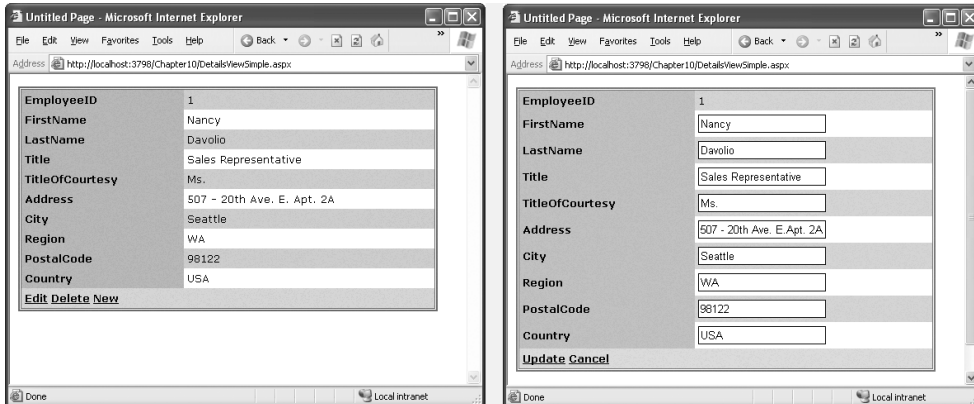 Untitled Page - Microsoft Internet Explorer
File Edit View Favorites Tools Help Back »
Address http://localhost:3798/Chapter10/DetailsViewSimple.aspx
EmployeeID 1
FirstName Nancy
LastName Davolio
Title Sales Representative
TitleOfCourtesy Ms.
Address 507 - 20th Ave. E. Apt. 2A
City Seattle
Region WA
PostalCode 98122
Country USA
Edit Delete New
Done Local intranet
Untitled Page - Microsoft Internet Explorer
File Edit View Favorites Tools Help Back »
Address http://localhost:3798/Chapter10/DetailsViewSimple.aspx
EmployeeID 1
FirstName Nancy
LastName Davolio
Title Sales Representative
TitleOfCourtesy Ms.
Address 507 - 20th Ave. E.Apt. 2A
City Seattle
Region WA
PostalCode 98122
Country USA
Update Cancel
Done Local intranet